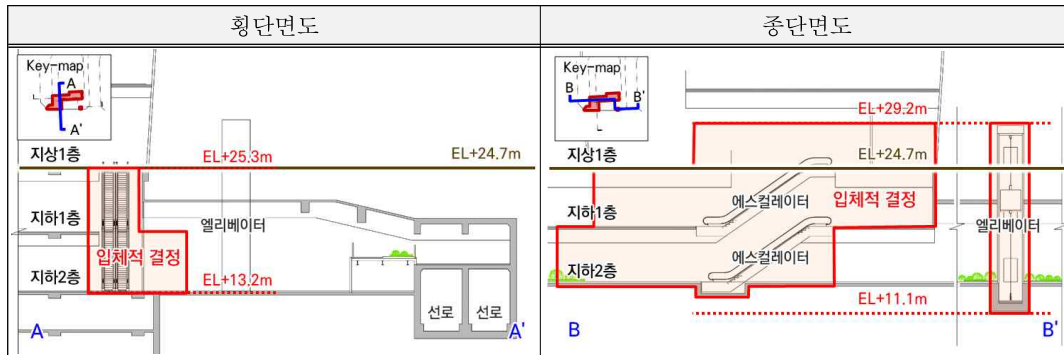 횡단면도
종단면도
Key-map
A
A'
지상1층
EL+25.3m
EL+24.7m
지하1층
엘리베이터
입체적 결정
지하2층
EL+13.2m
선로
선로
A
A'
Key-map
B
B'
EL+29.2m
지상1층
EL+24.7m
에스컬레이터
입체적 결정
지하1층
엘리베이터
에스컬레이터
지하2층
EL+11.1m
B
B'